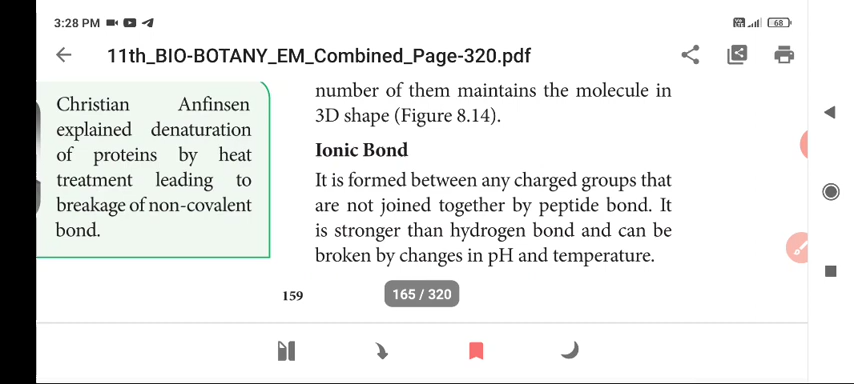 3:28 PM
68
11th_BIO-BOTANY_EM_Combined_Page-320.pdf
Christian Anfinsen
explained denaturation
of proteins by heat
treatment leading to
breakage of non-covalent
bond.
number of them maintains the molecule in
3D shape (Figure 8.14).
Ionic Bond
It is formed between any charged groups that
are not joined together by peptide bond. It
is stronger than hydrogen bond and can be
broken by changes in pH and temperature.
159
165 / 320